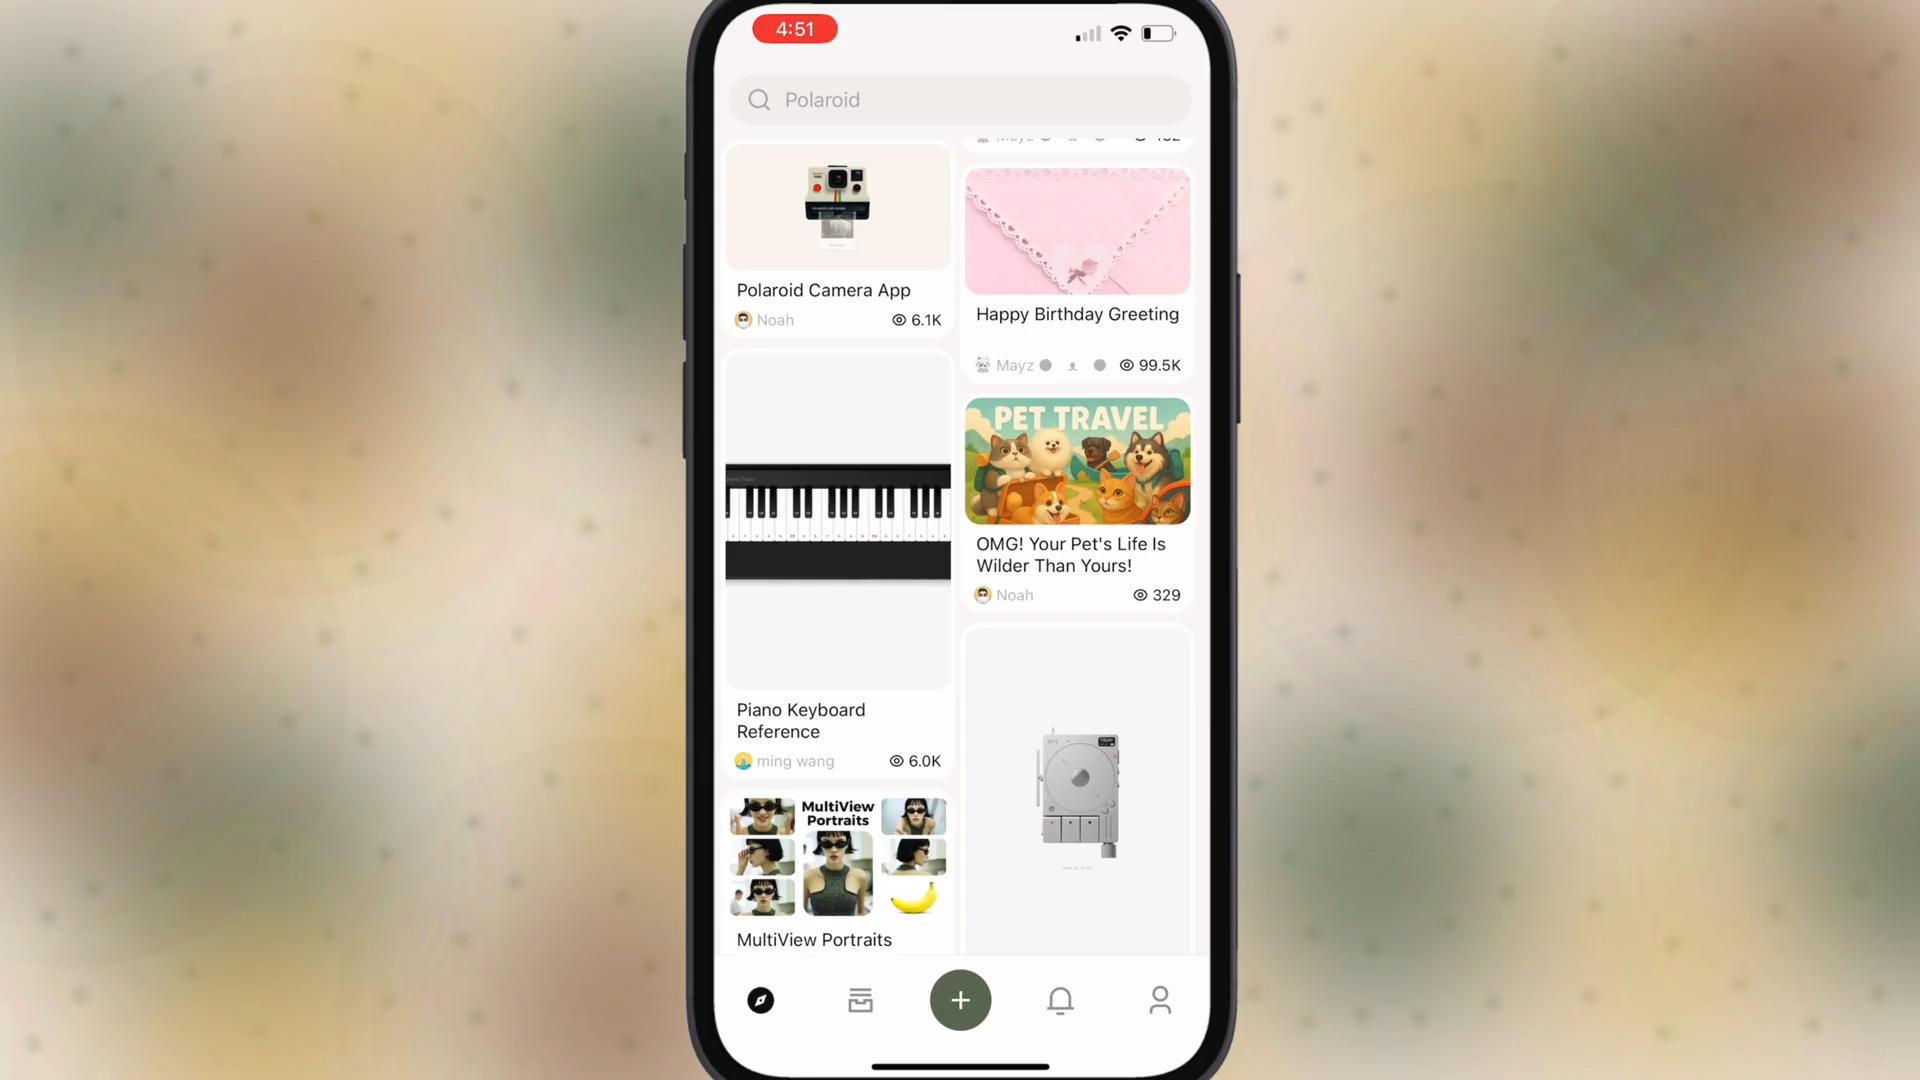 4:51
Polaroid
Polaroid Camera App
Noah
6.1K
Happy Birthday Greeting
Mayz
99.5K
PET TRAVEL
OMG! Your Pet's Life Is
Wilder Than Yours!
Noah
329
Piano Keyboard
Reference
ming wang
6.0K
MultiView
Portraits
MultiView Portraits